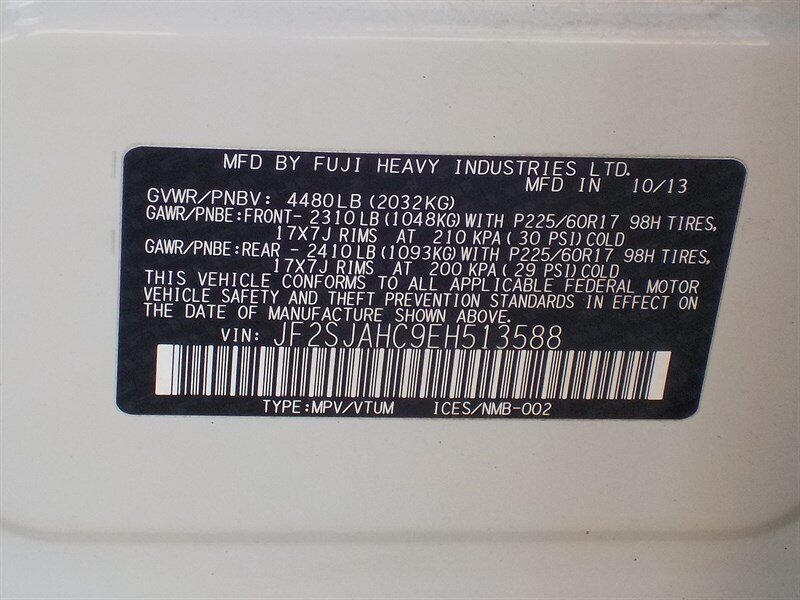 MFD BY FUJI HEAVY INDUSTRIES LTD.
MFD IN 10/13
GVWR/PNBV: 4480LB (2032KG)
GAWR/PNBE:FRONT- 2310LB (1048KG) WITH P225/60R17 98H TIRES,
17X7J RIMS AT 210 KPA ( 30 PSI) COLD
GAWR/PNBE:REAR - 2410LB (1093KG) WITH P225/60R17 98H TIRES,
17X7J RIMS AT 200 KPA ( 29 PSI) COLD
THIS VEHICLE CONFORMS TO ALL APPLICABLE FEDERAL MOTOR
VEHICLE SAFETY AND THEFT PREVENTION STANDARDS IN EFFECT ON
THE DATE OF MANUFACTURE SHOWN ABOVE.
VIN: JF2SJAHC9EH513588
TYPE:MPV/VTUM ICES/NMB-002